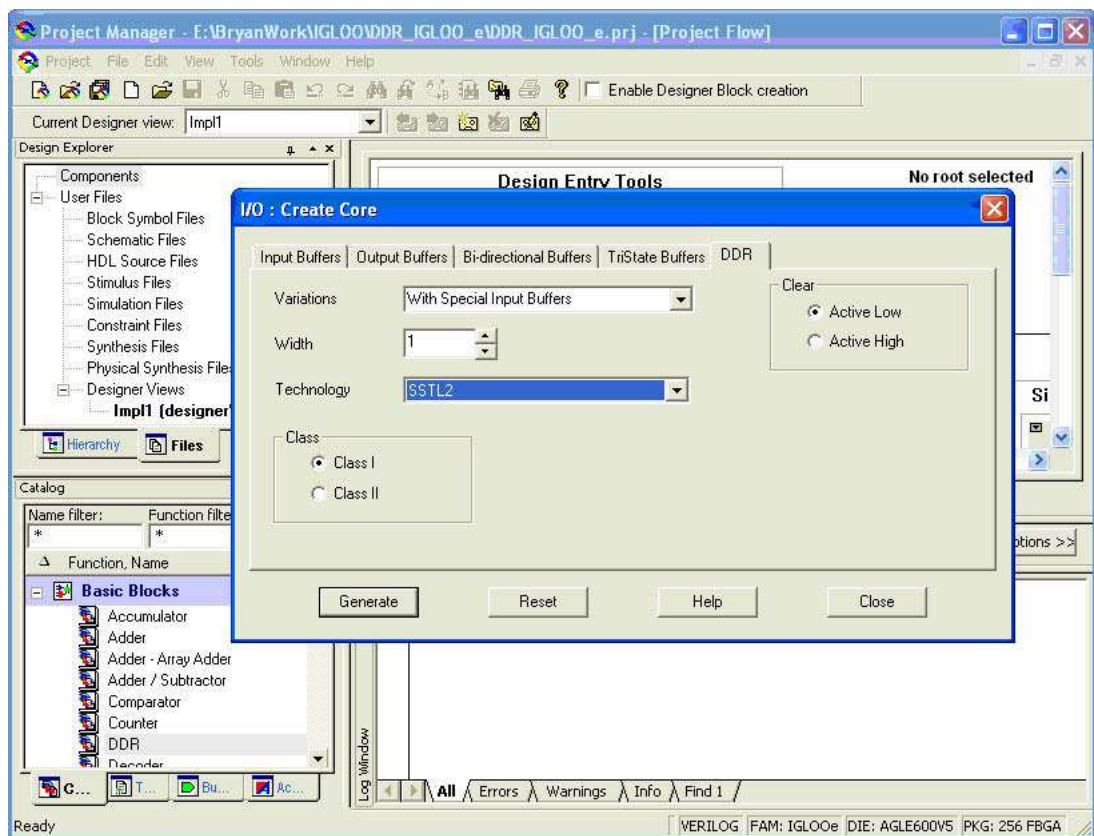 Project Manager - E:\BryanWork\IGLOO\DDR_IGLOO_e\DDR_IGLOO_e.prj - [Project Flow]
Project File Edit View Tools Window Help
Enable Designer Block creation
Current Designer view: Impl1
Design Explorer
Components
User Files
Block Symbol Files
Schematic Files
HDL Source Files
Stimulus Files
Simulation Files
Constraint Files
Synthesis Files
Physical Synthesis File
Designer Views
Impl1 (designer
Hierarchy Files
Design Entry Tools
No root selected
Si
I/O : Create Core
Input Buffers Output Buffers Bi-directional Buffers TriState Buffers DDR
Variations With Special Input Buffers
Width 1
Technology SSTL2
Clear
Active Low
Active High
Class
Class I
Class II
Generate Reset Help Close
Catalog
Name filter: Function filte
* *
Function, Name
Basic Blocks
Accumulator
Adder
Adder - Array Adder
Adder / Subtractor
Comparator
Counter
DDR
Decoder
C... T... Bu... Ac...
ptions >>
Log Window
All Errors Warnings Info Find 1
Ready
VERILOG FAM: IGLOOe DIE: AGLE600V5 PKG: 256 FBGA